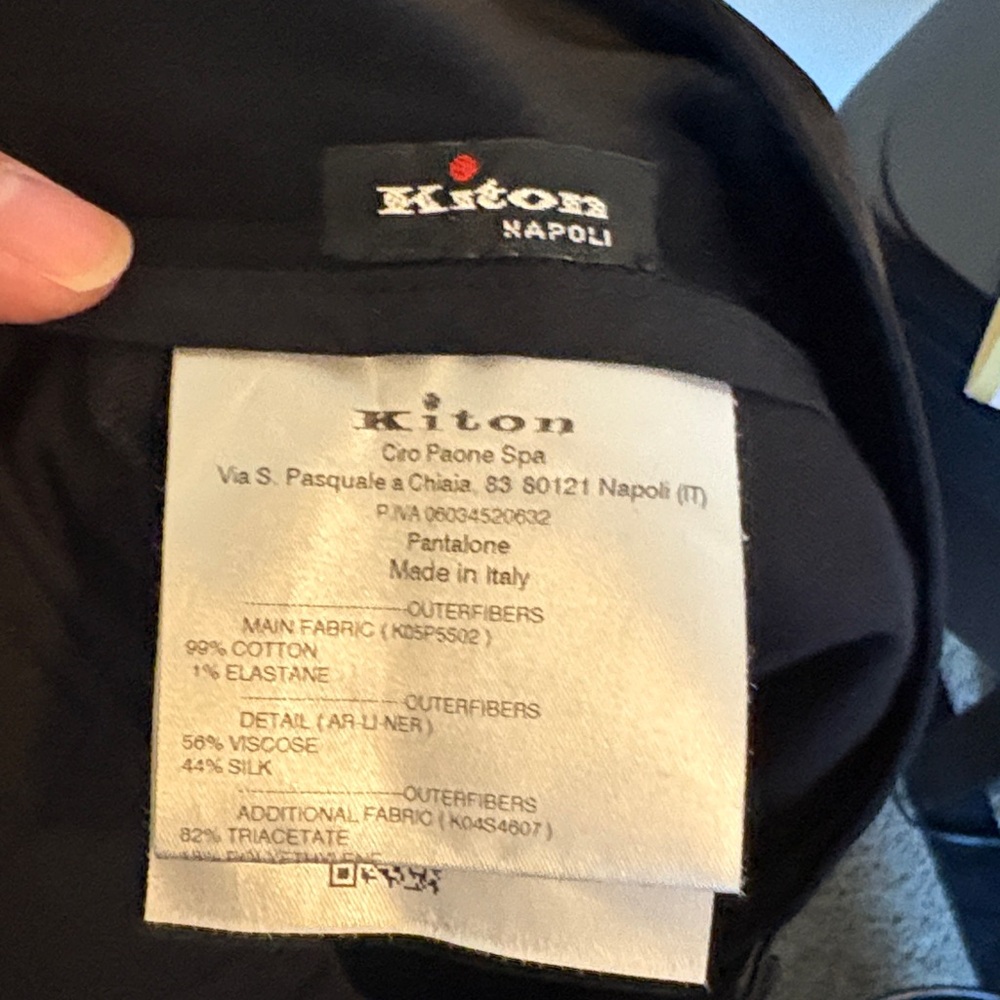 Kiton
NAPOLI
Kiton
Ciro Paone Spa
Via S. Pasquale a Chiaia, 83 80121 Napoli (IT)
P.IVA 06034520632
Pantalone
Made in Italy
--------------------OUTERFIBERS
MAIN FABRIC ( K05P5502 )
99% COTTON
1% ELASTANE
--------------------OUTERFIBERS
DETAIL ( AR-LI-NER )
56% VISCOSE
44% SILK
--------------------OUTERFIBERS
ADDITIONAL FABRIC ( K04S4607 )
82% TRIACETATE
18% POLYETHYLENE